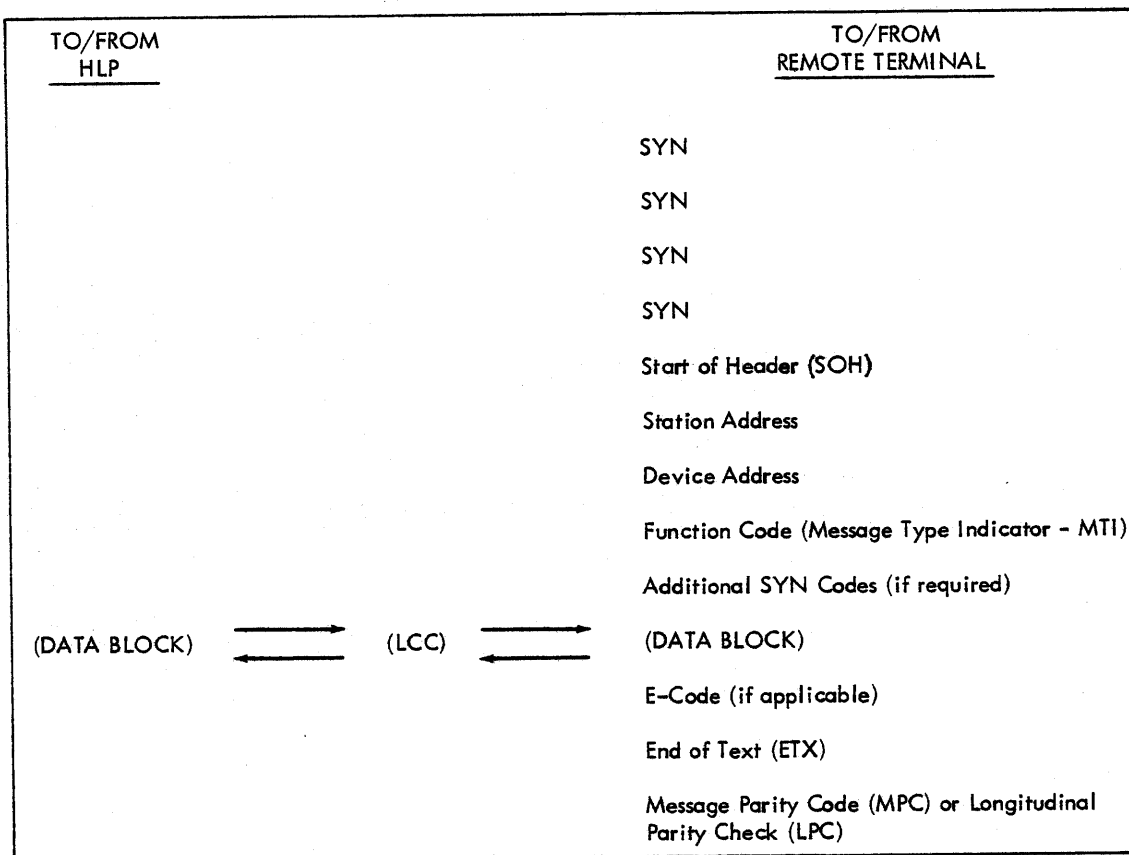 TO/FROM
HLP
TO/FROM
REMOTE TERMINAL
SYN
SYN
SYN
SYN
Start of Header (SOH)
Station Address
Device Address
Function Code (Message Type Indicator - MTI)
Additional SYN Codes (if required)
(DATA BLOCK) (LCC) (DATA BLOCK)
E-Code (if applicable)
End of Text (ETX)
Message Parity Code (MPC) or Longitudinal
Parity Check (LPC)